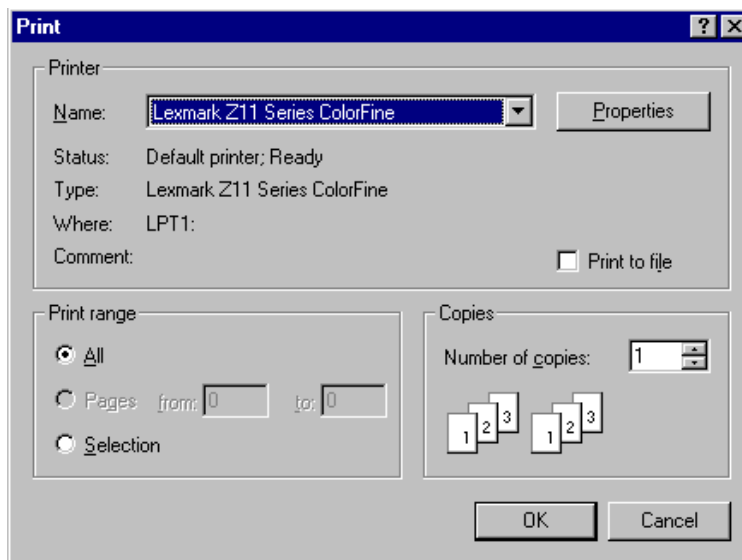 Print
Printer
Name: Lexmark Z11 Series ColorFine Properties
Status: Default printer; Ready
Type: Lexmark Z11 Series ColorFine
Where: LPT1:
Comment: Print to file
Print range
All
Pages from: 0 to: 0
Selection
Copies
Number of copies: 1
1 2 3 1 2 3
OK Cancel